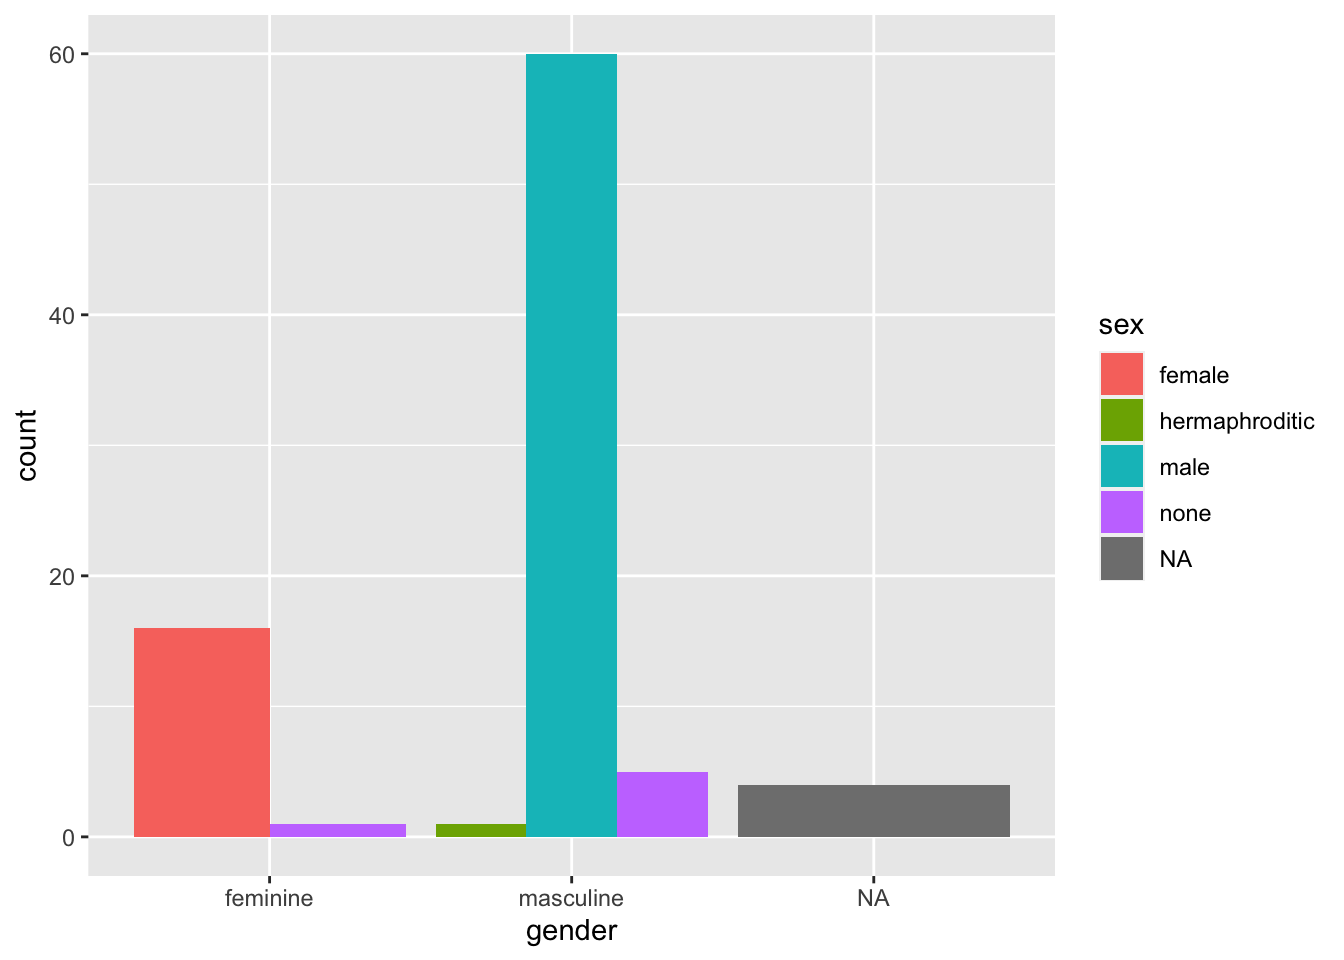 60
40
20
0
count
feminine
masculine
NA
gender
sex
female
hermaphroditic
male
none
NA